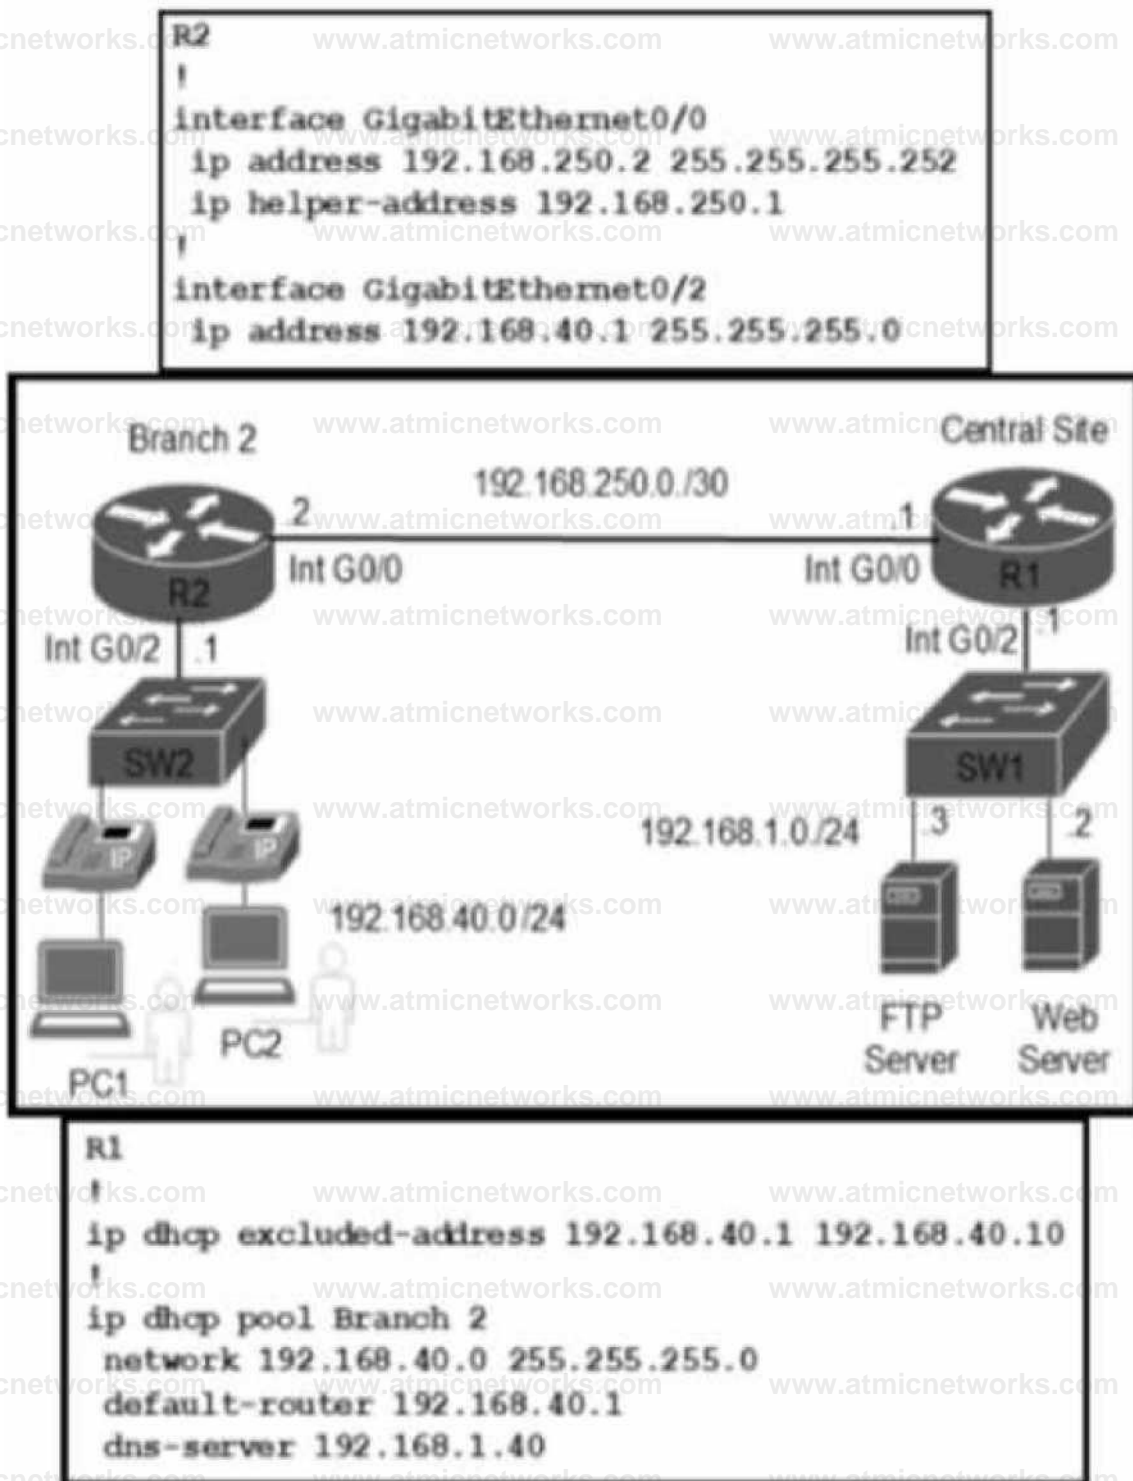 R2
!
interface GigabitEthernet0/0
ip address 192.168.250.2 255.255.255.252
ip helper-address 192.168.250.1
!
interface GigabitEthernet0/2
ip address 192.168.40.1 255.255.255.0
Branch 2
Central Site
192.168.250.0./30
.2
.1
Int G0/0
Int G0/0
R2
R1
Int G0/2
.1
Int G0/2
.1
SW2
SW1
192.168.1.0./24
.3
.2
IP
IP
192.168.40.0/24
FTP
Server
Web
Server
PC2
PC1
R1
!
ip dhcp excluded-address 192.168.40.1 192.168.40.10
!
ip dhcp pool Branch 2
network 192.168.40.0 255.255.255.0
default-router 192.168.40.1
dns-server 192.168.1.40
www.atmicnetworks.com